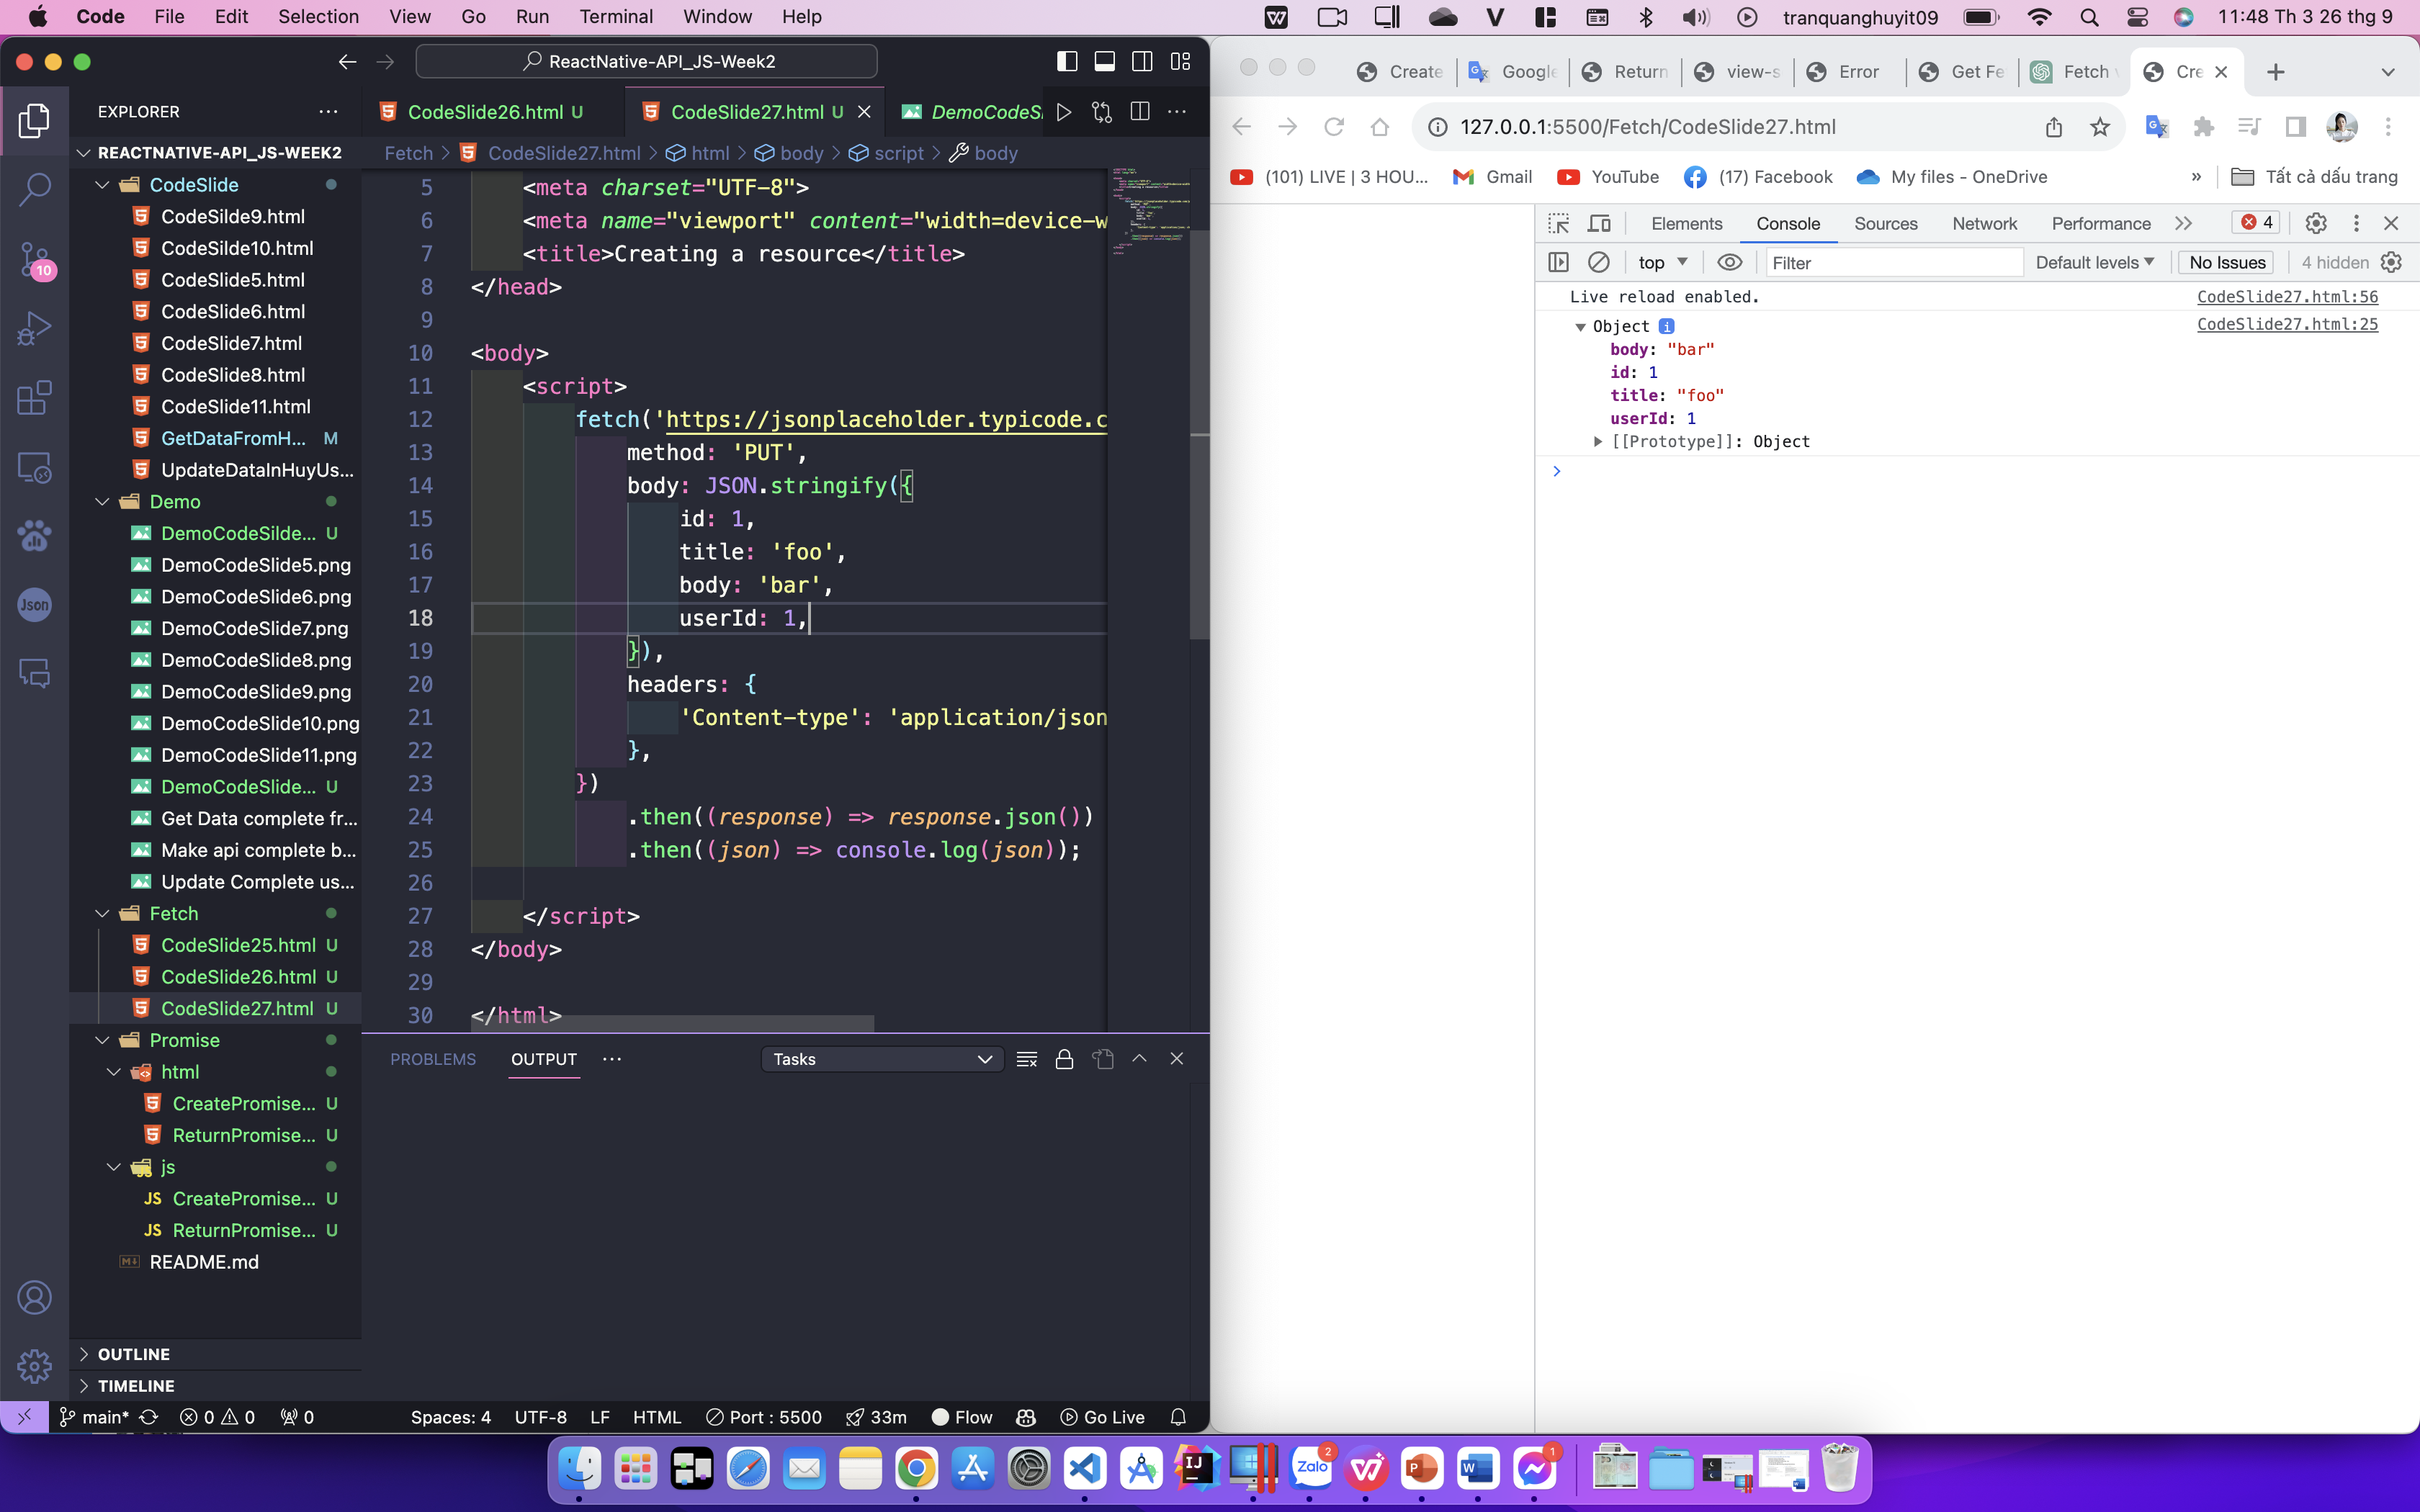 Code File Edit Selection View Go Run Terminal Window Help
tranquanghuyit09 11:48 Th 3 26 thg 9
ReactNative-API_JS-Week2
EXPLORER
REACTNATIVE-API_JS-WEEK2
CodeSlide
CodeSilde9.html
CodeSilde10.html
CodeSlide5.html
CodeSlide6.html
CodeSlide7.html
CodeSlide8.html
CodeSlide11.html
GetDataFromH... M
UpdateDataInHuyUs...
Demo
DemoCodeSilde... U
DemoCodeSlide5.png
DemoCodeSlide6.png
DemoCodeSlide7.png
DemoCodeSlide8.png
DemoCodeSlide9.png
DemoCodeSlide10.png
DemoCodeSlide11.png
DemoCodeSlide... U
Get Data complete fr...
Make api complete b...
Update Complete us...
Fetch
CodeSlide25.html U
CodeSlide26.html U
CodeSlide27.html U
Promise
html
CreatePromise... U
ReturnPromise... U
js
JS CreatePromise... U
JS ReturnPromise... U
README.md
OUTLINE
TIMELINE
10
Json
CodeSlide26.html U CodeSlide27.html U DemoCodeSl
Fetch > CodeSlide27.html > html > body > script > body
5 <meta charset="UTF-8">
6 <meta name="viewport" content="width=device-w
7 <title>Creating a resource</title>
8 </head>
9
10 <body>
11 <script>
12 fetch('https://jsonplaceholder.typicode.c
13 method: 'PUT',
14 body: JSON.stringify({
15 id: 1,
16 title: 'foo',
17 body: 'bar',
18 userId: 1,
19 }),
20 headers: {
21 'Content-type': 'application/json
22 },
23 })
24 .then((response) => response.json())
25 .then((json) => console.log(json));
26
27 </script>
28 </body>
29
30 </html>
PROBLEMS OUTPUT ... Tasks
main* 0 0 0 Spaces: 4 UTF-8 LF HTML Port : 5500 33m Flow Go Live
Create Google Return view-s Error Get Fe Fetch Cre
127.0.0.1:5500/Fetch/CodeSlide27.html
(101) LIVE | 3 HOU... Gmail YouTube (17) Facebook My files - OneDrive » Tất cả dấu trang
Elements Console Sources Network Performance 4
top Filter Default levels No Issues 4 hidden
Live reload enabled. CodeSlide27.html:56
Object i CodeSlide27.html:25
body: "bar"
id: 1
title: "foo"
userId: 1
[[Prototype]]: Object
>
IJ Zalo 2 P W 1